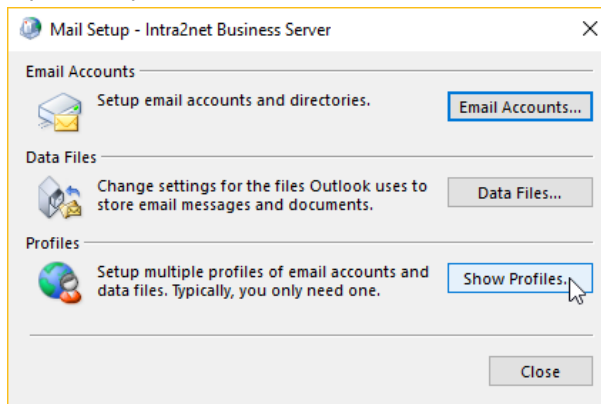 Mail Setup - Intra2net Business Server
Email Accounts
Setup email accounts and directories.
Email Accounts...
Data Files
Change settings for the files Outlook uses to
store email messages and documents.
Data Files...
Profiles
Setup multiple profiles of email accounts and
data files. Typically, you only need one.
Show Profiles...
Close